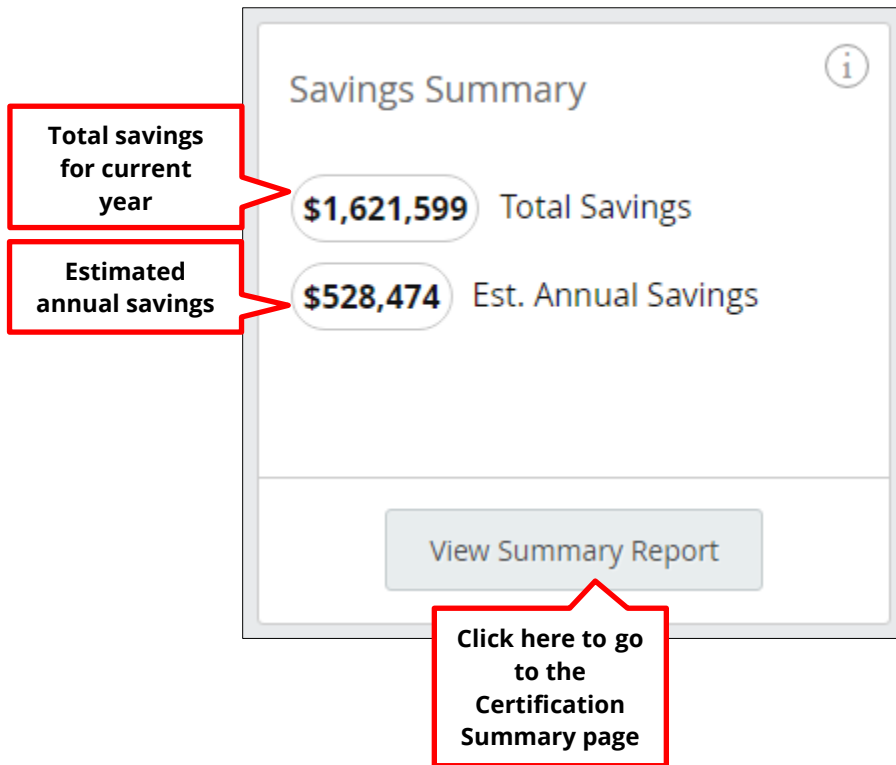 Savings Summary
i
Total savings
for current
year
$1,621,599 Total Savings
Estimated
annual savings
$528,474 Est. Annual Savings
View Summary Report
Click here to go
to the
Certification
Summary page